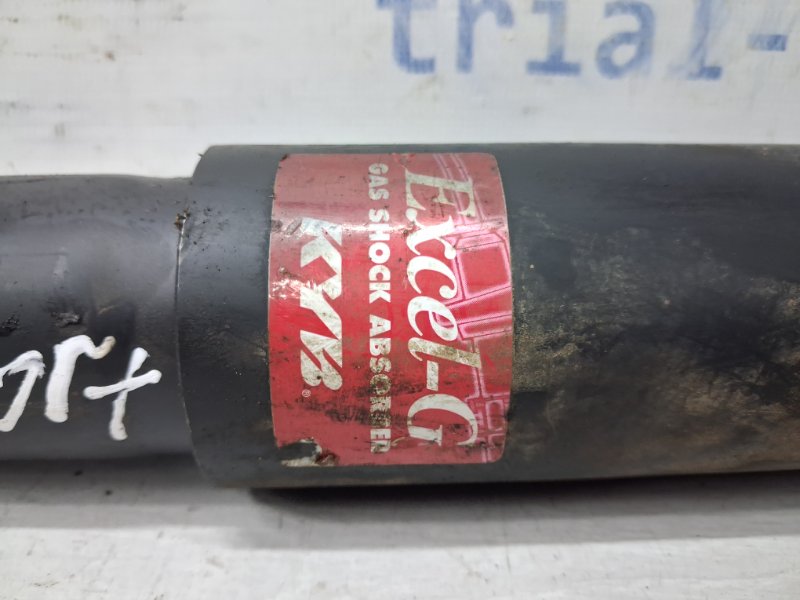 trial-
Excel-G
GAS SHOCK ABSORBER
KYB®